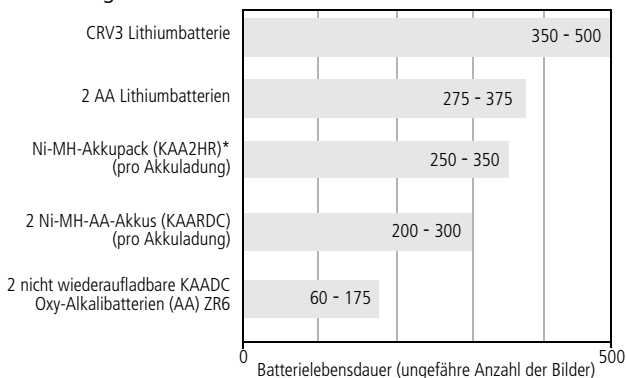 CRV3 Lithiumbatterie
350 - 500
2 AA Lithiumbatterien
275 - 375
Ni-MH-Akkupack (KAA2HR)*
(pro Akkuladung)
250 - 350
2 Ni-MH-AA-Akkus (KAARDC)
(pro Akkuladung)
200 - 300
2 nicht wiederaufladbare KAADC
Oxy-Alkalibatterien (AA) ZR6
60 - 175
0
500
Batterielebensdauer (ungefähre Anzahl der Bilder)